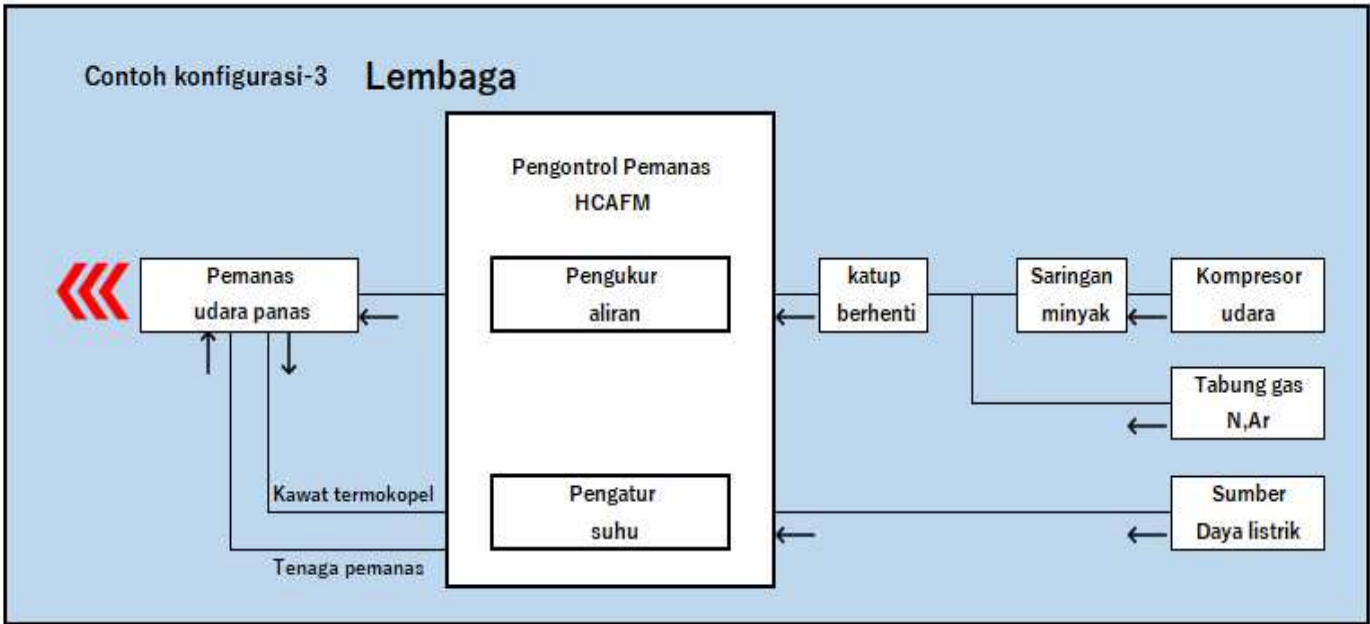 Contoh konfigurasi-3 Lembaga
Pengontrol Pemanas
HCAFM
Pemanas
udara panas
Pengukur
aliran
katup
berhenti
Saringan
minyak
Kompresor
udara
Tabung gas
N,Ar
Kawat termokopel
Tenaga pemanas
Pengatur
suhu
Sumber
Daya listrik